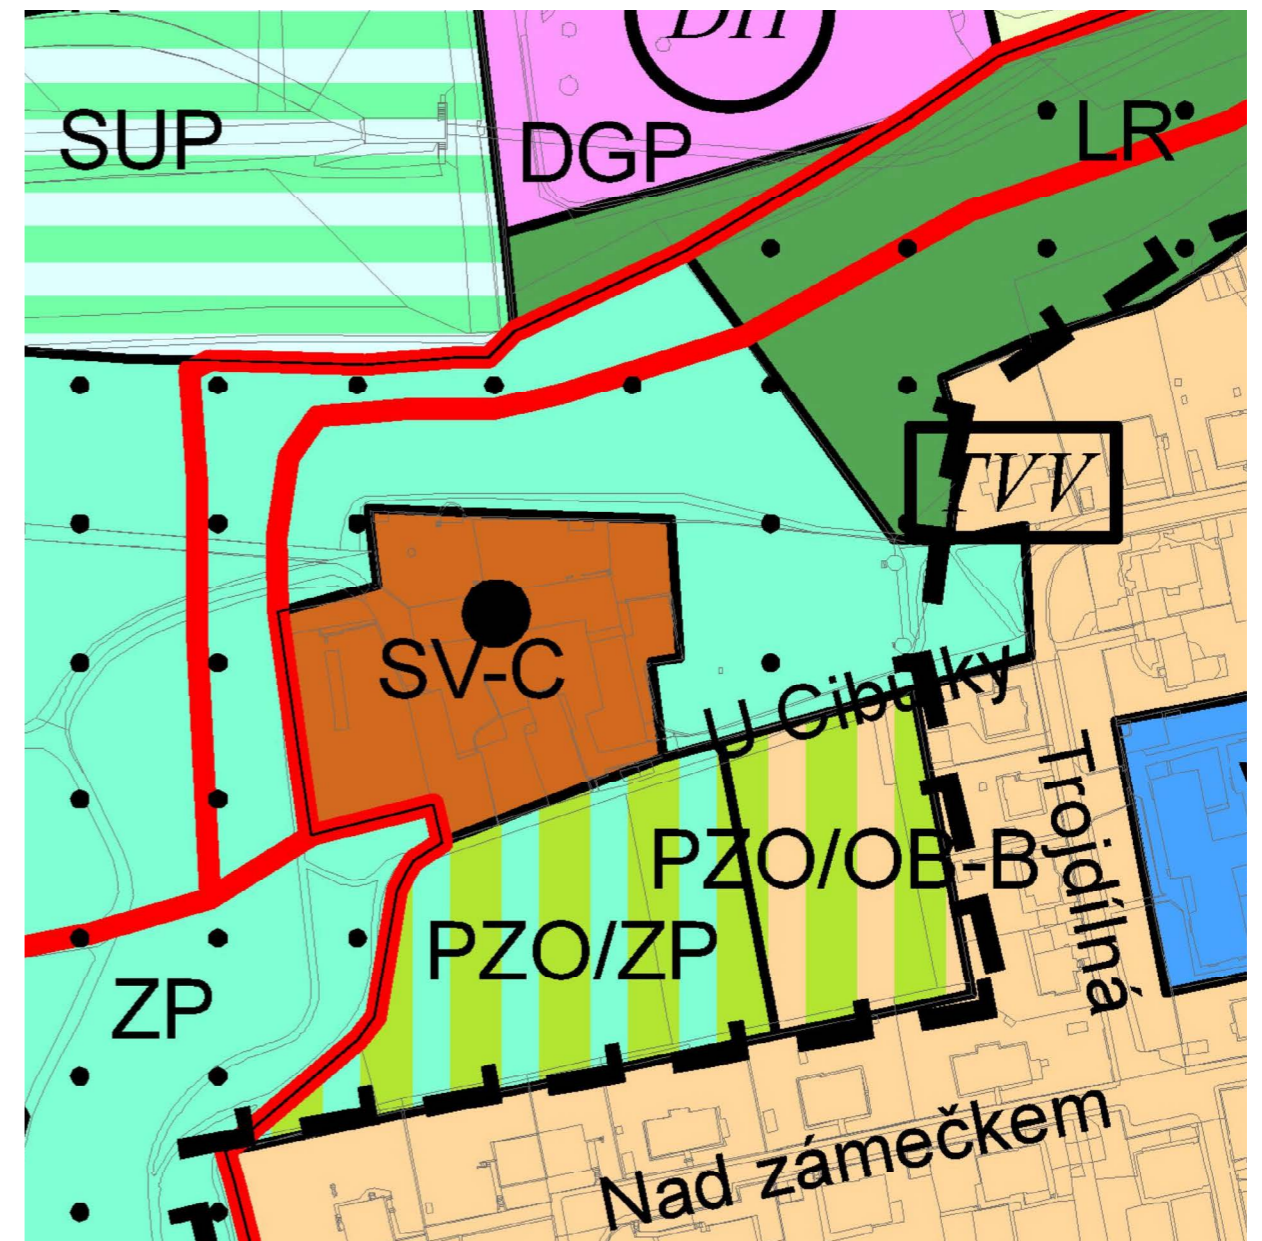 SUP
DGP
LR
TVV
SV-C
U Cibulky
Trojdílná
PZO/OB-B
PZO/ZP
ZP
Nad zámečkem